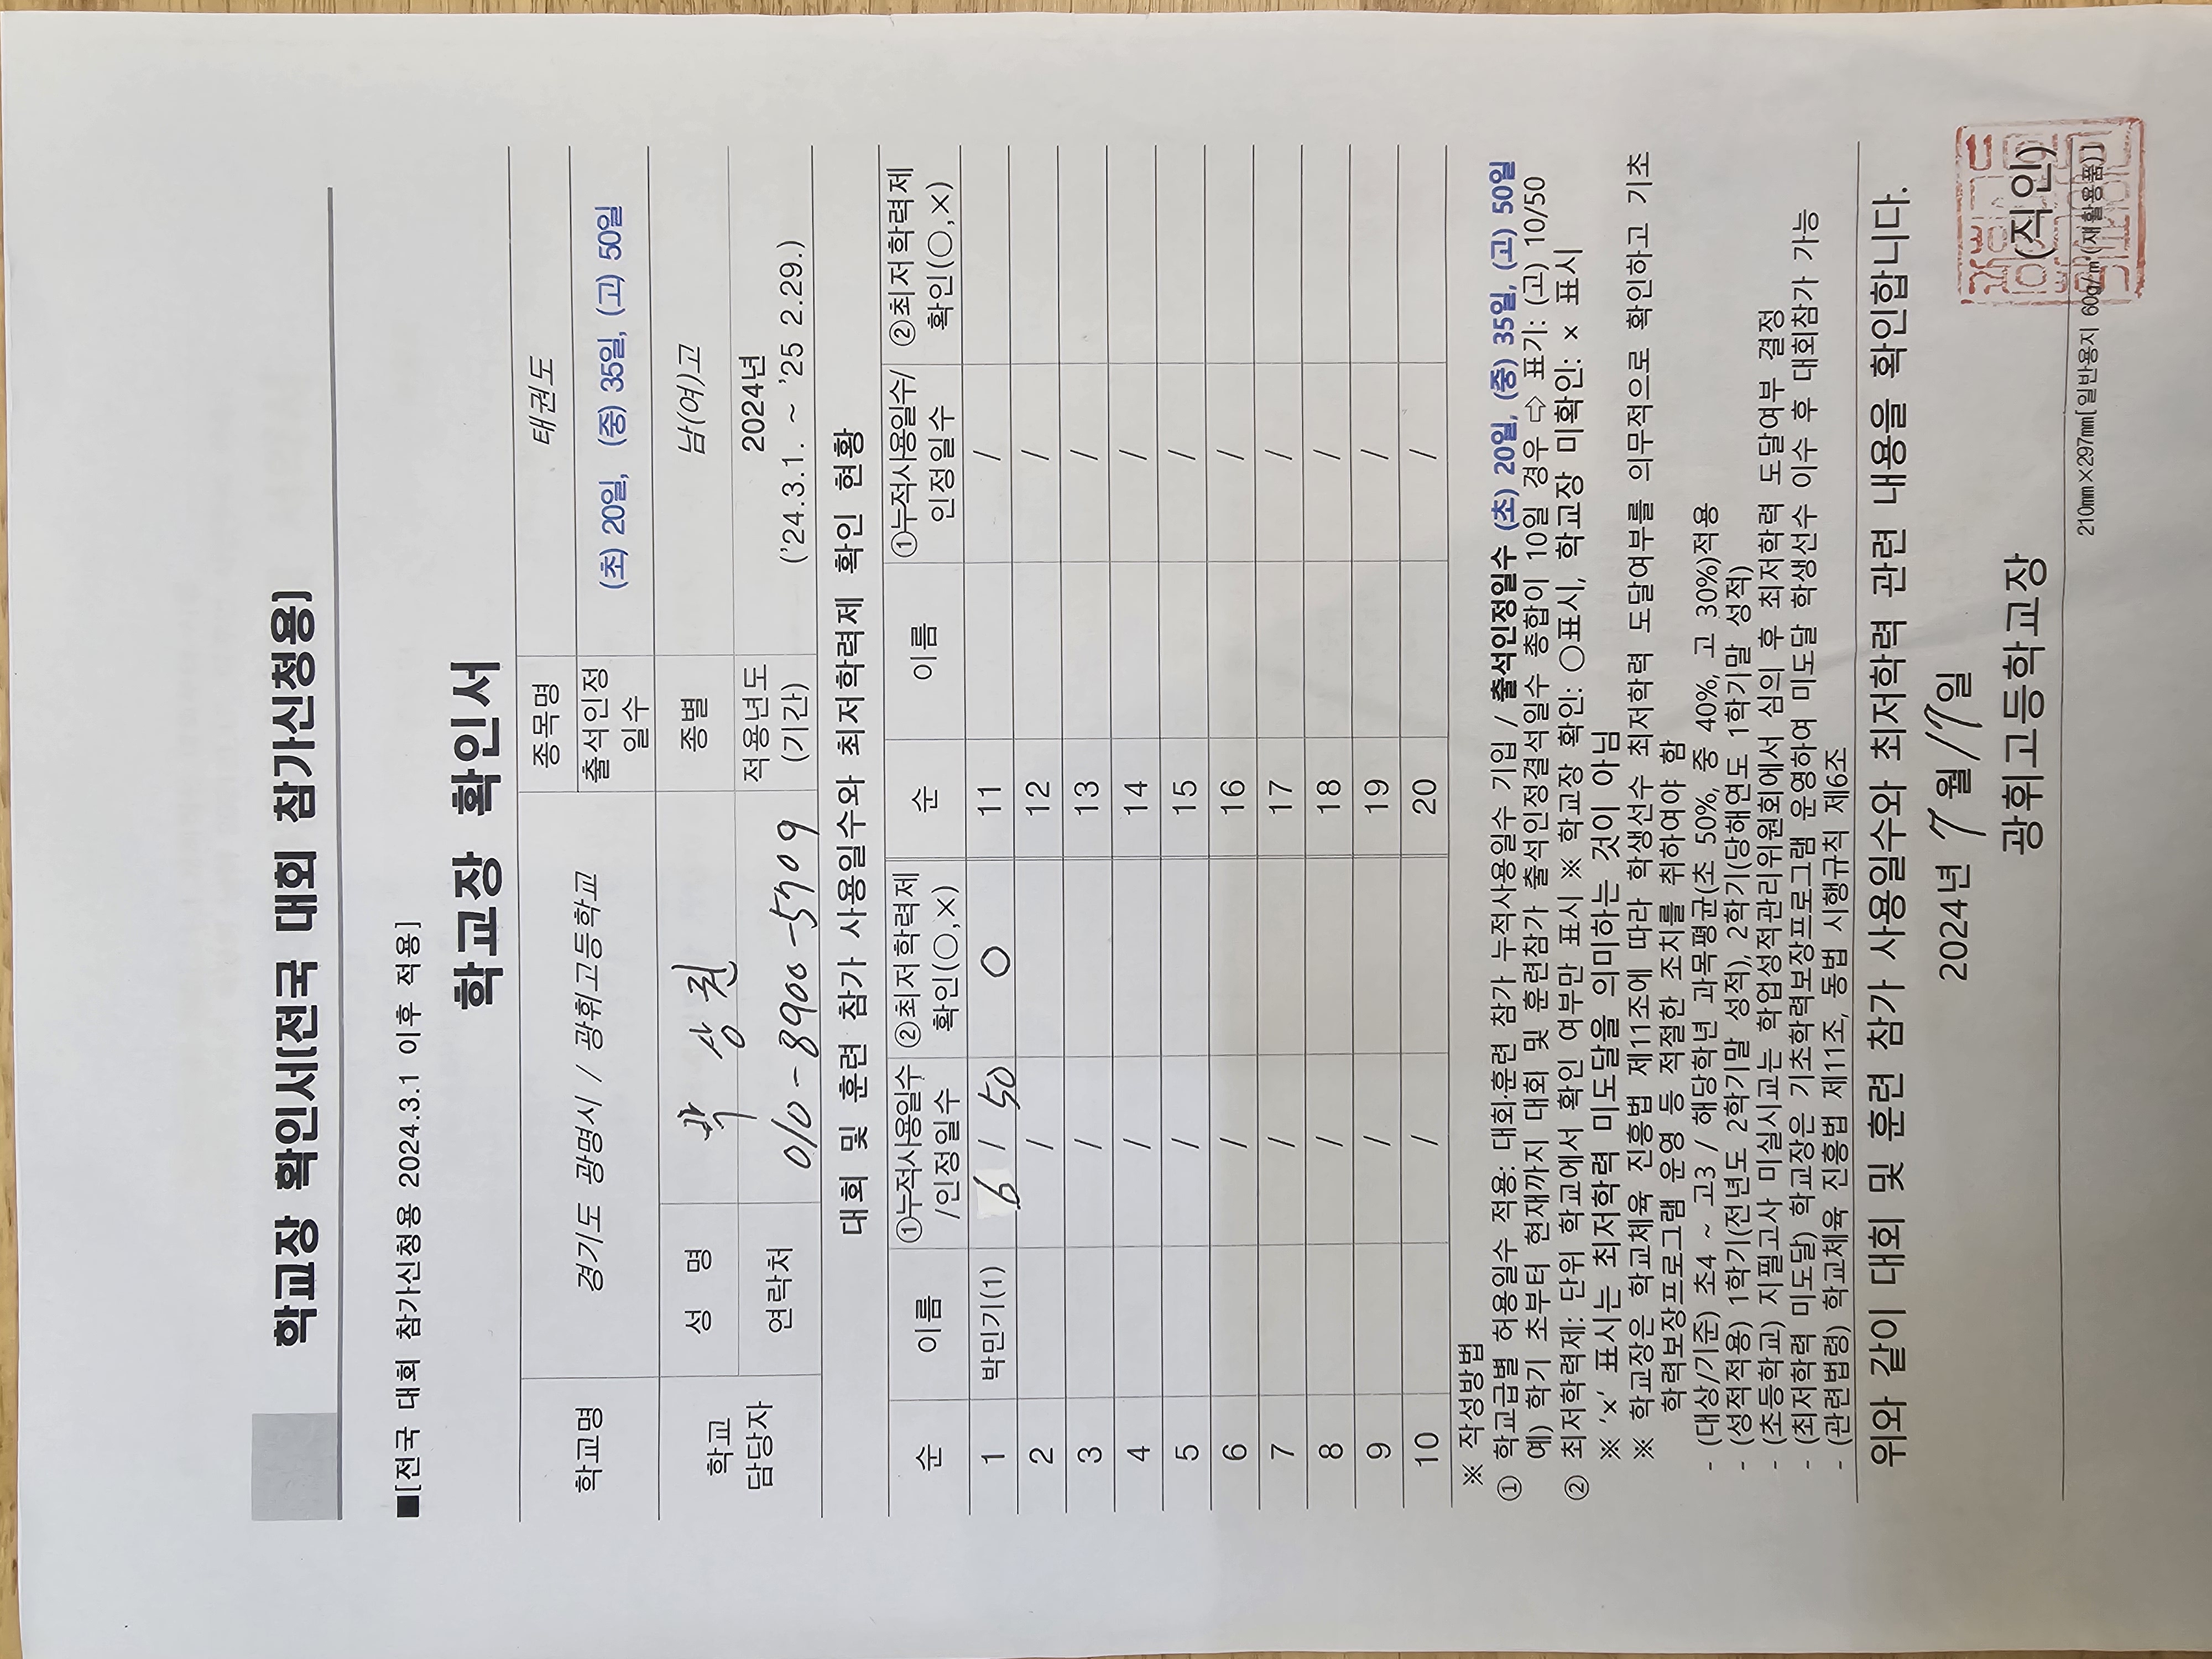 학교장 확인서[전국 대회 참가신청용]
■[전국 대회 참가신청용 2024.3.1 이후 적용]
학교장 확인서
학교명 경기도 광명시 / 광휘고등학교 종목명 태권도
출석인정일수 (초) 20일, (중) 35일, (고) 50일
학교 담당자 성 명 박 상 권 종별 남(여)고
연락처 010-8900-5909 적용년도(기간) 2024년 ('24.3.1. ~ '25 2.29.)
대회 및 훈련 참가 사용일수와 최저학력제 확인 현황
순 이름 ①누적사용일수/인정일수 ②최저학력제 확인(○,×) 순 이름 ①누적사용일수/인정일수 ②최저학력제 확인(○,×)
1 박민기(1) 6 / 50 ○ 11 /
2 / 12 /
3 / 13 /
4 / 14 /
5 / 15 /
6 / 16 /
7 / 17 /
8 / 18 /
9 / 19 /
10 / 20 /
※ 작성방법
① 학교급별 허용일수 적용: 대회·훈련 참가 누적사용일수 기입 / 출석인정일수 (초) 20일, (중) 35일, (고) 50일
예) 학기 초부터 현재까지 대회 및 훈련참가 출석인정결석일수 총합이 10일 경우 ⇨ 표기: (고) 10/50
② 최저학력제: 단위 학교에서 확인 여부만 표시 ※ 학교장 확인: ○표시, 학교장 미확인: × 표시
※ 'x' 표시는 최저학력 미도달을 의미하는 것이 아님
※ 학교장은 학교체육 진흥법 제11조에 따라 학생선수 최저학력 도달여부를 의무적으로 확인하고 기초
학력보장프로그램 운영 등 적절한 조치를 취하여야 함
- (대상/기준) 초4 ~ 고3 / 해당학년 과목평균(초 50%, 중 40%, 고 30%)적용
- (성적적용) 1학기(전년도 2학기말 성적), 2학기(당해연도 1학기말 성적)
- (초등학교) 지필고사 미실시교는 학업성적관리위원회에서 심의 후 최저학력 도달여부 결정
- (최저학력 미도달) 학교장은 기초학력보장프로그램 운영하여 미도달 학생선수 이수 후 대회참가 가능
- (관련법령) 학교체육 진흥법 제11조, 동법 시행규칙 제6조
위와 같이 대회 및 훈련 참가 사용일수와 최저학력 관련 내용을 확인합니다.
2024년 7월 17일
광휘고등학교장 (직인)
210㎜×297㎜[일반용지 60g/㎡(재활용품)]